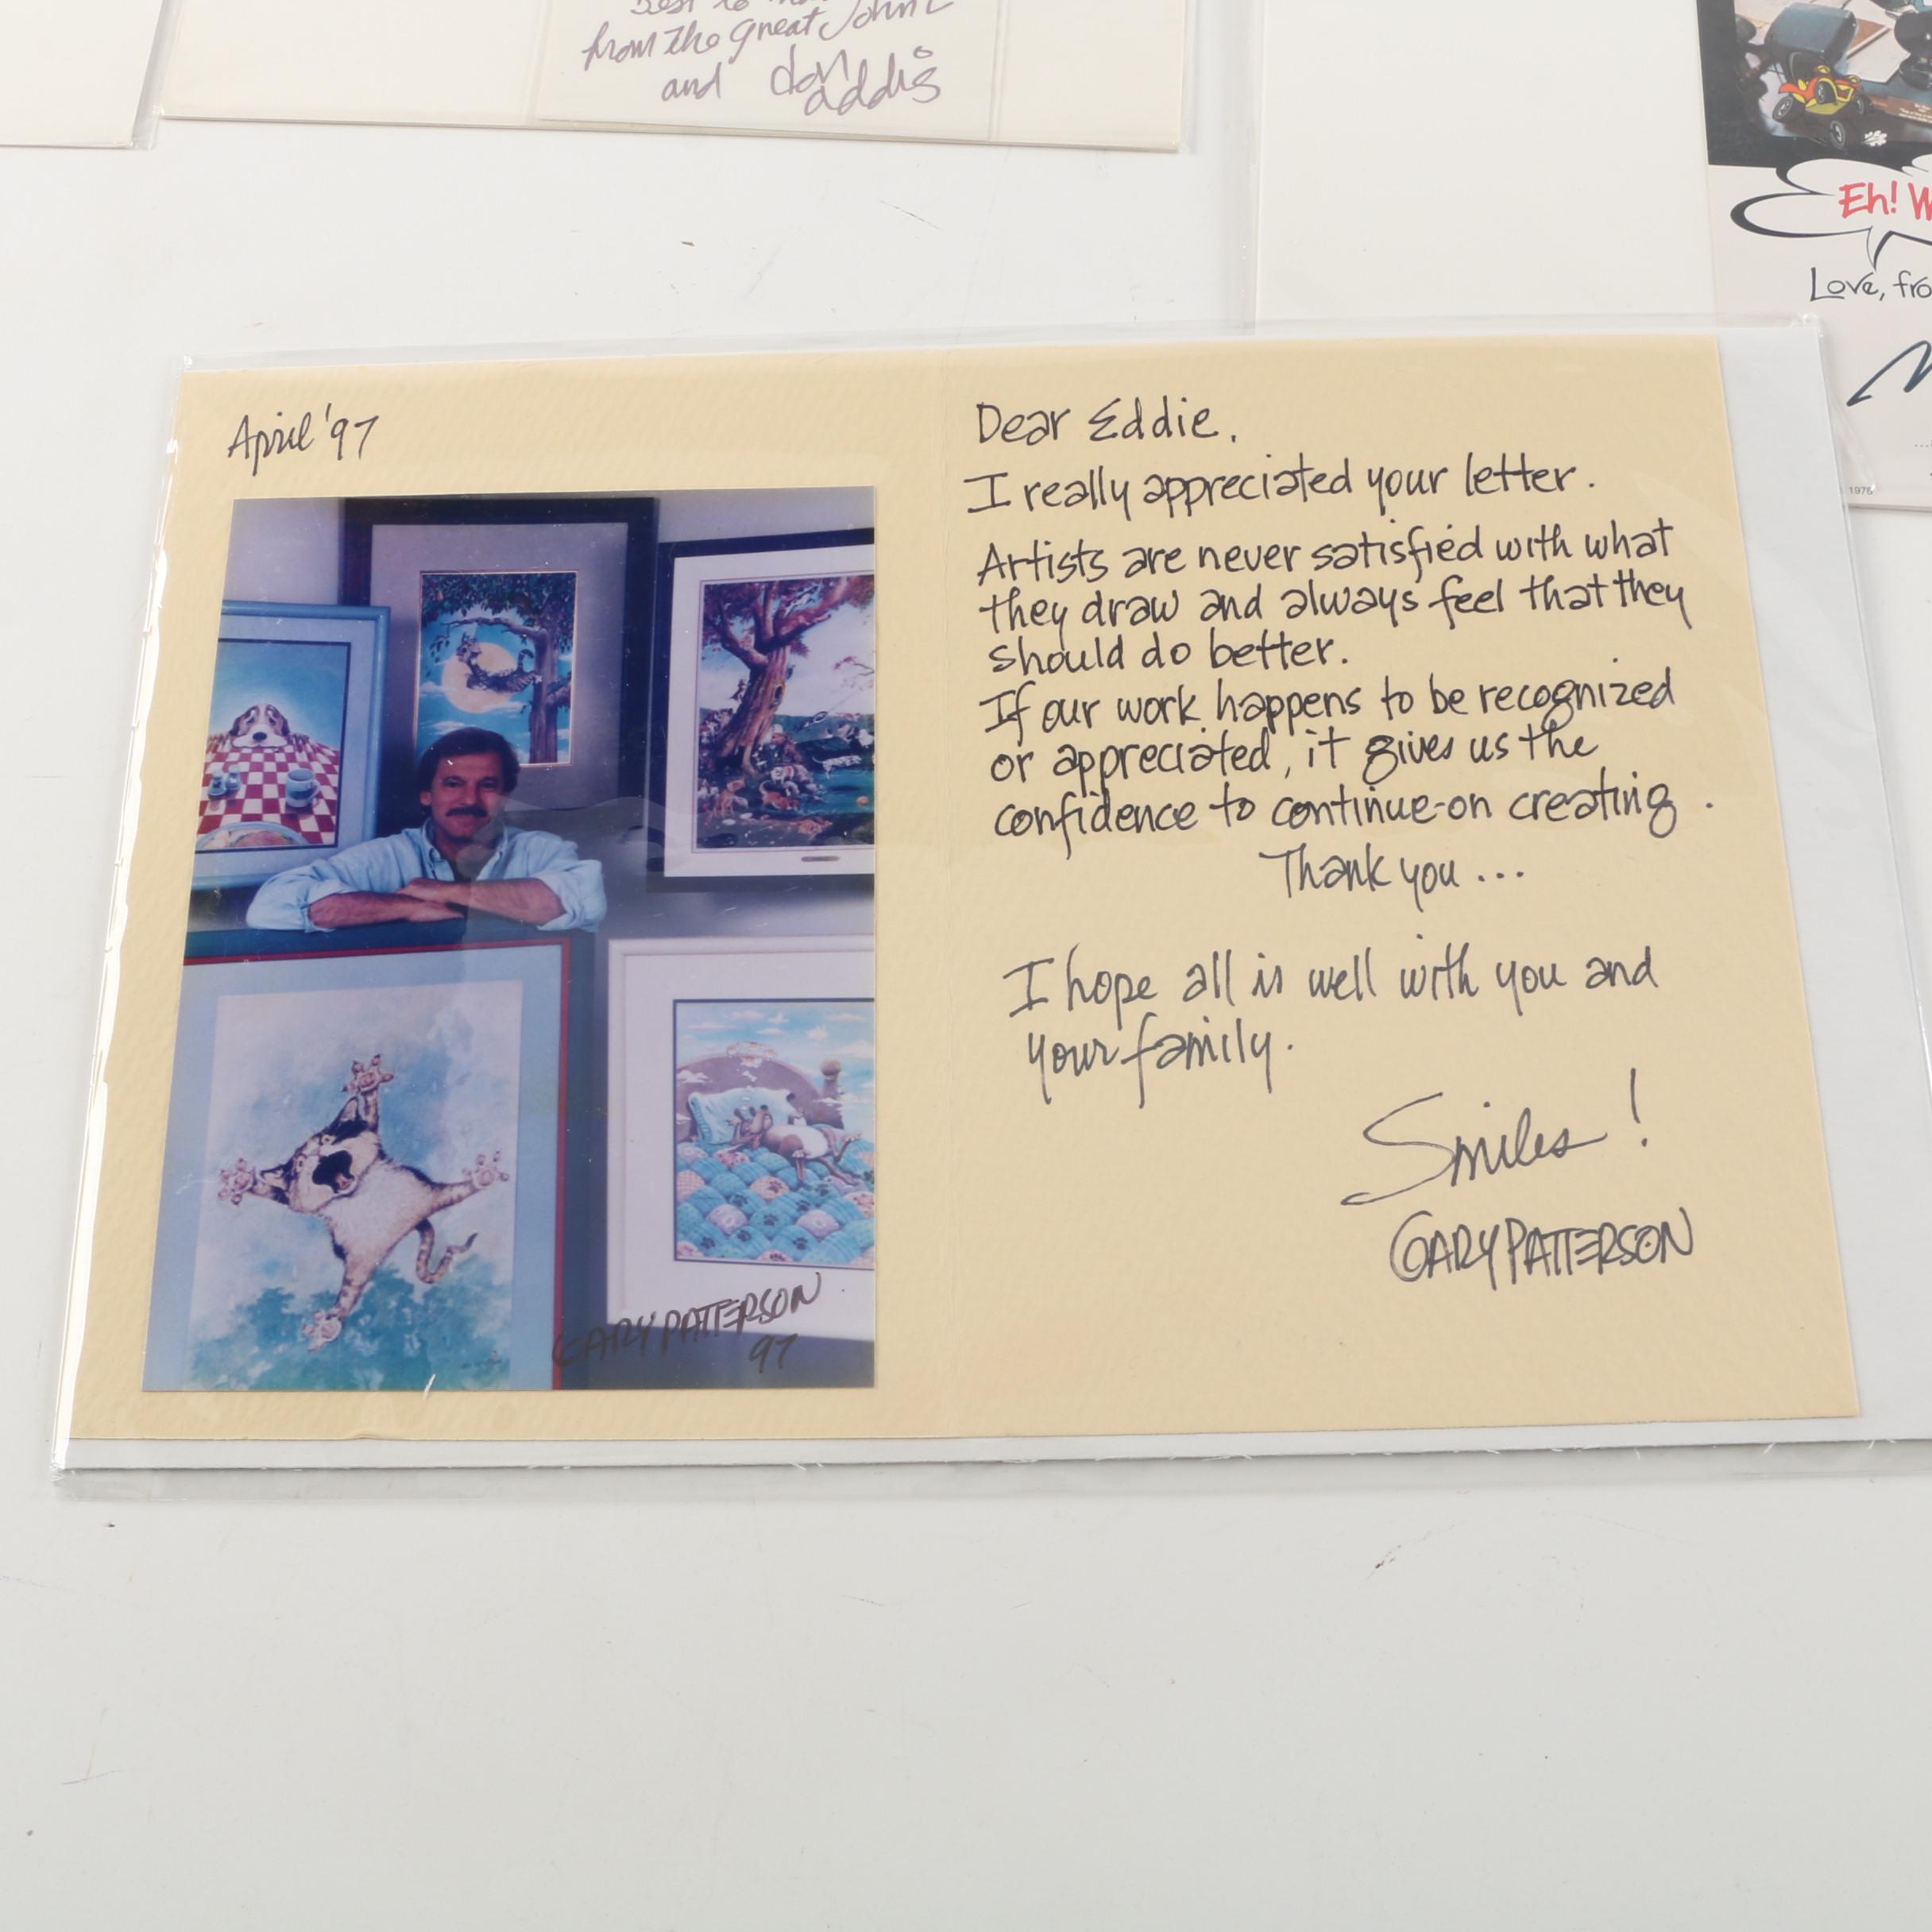 from the great John
and don addis
Eh! W
Love, fro
1976
April '97
Dear Eddie,
I really appreciated your letter.
Artists are never satisfied with what
they draw and always feel that they
should do better.
If our work happens to be recognized
or appreciated, it gives us the
confidence to continue-on creating.
Thank you...
I hope all is well with you and
your family.
Smiles!
GARY PATTERSON
GARY PATTERSON
97